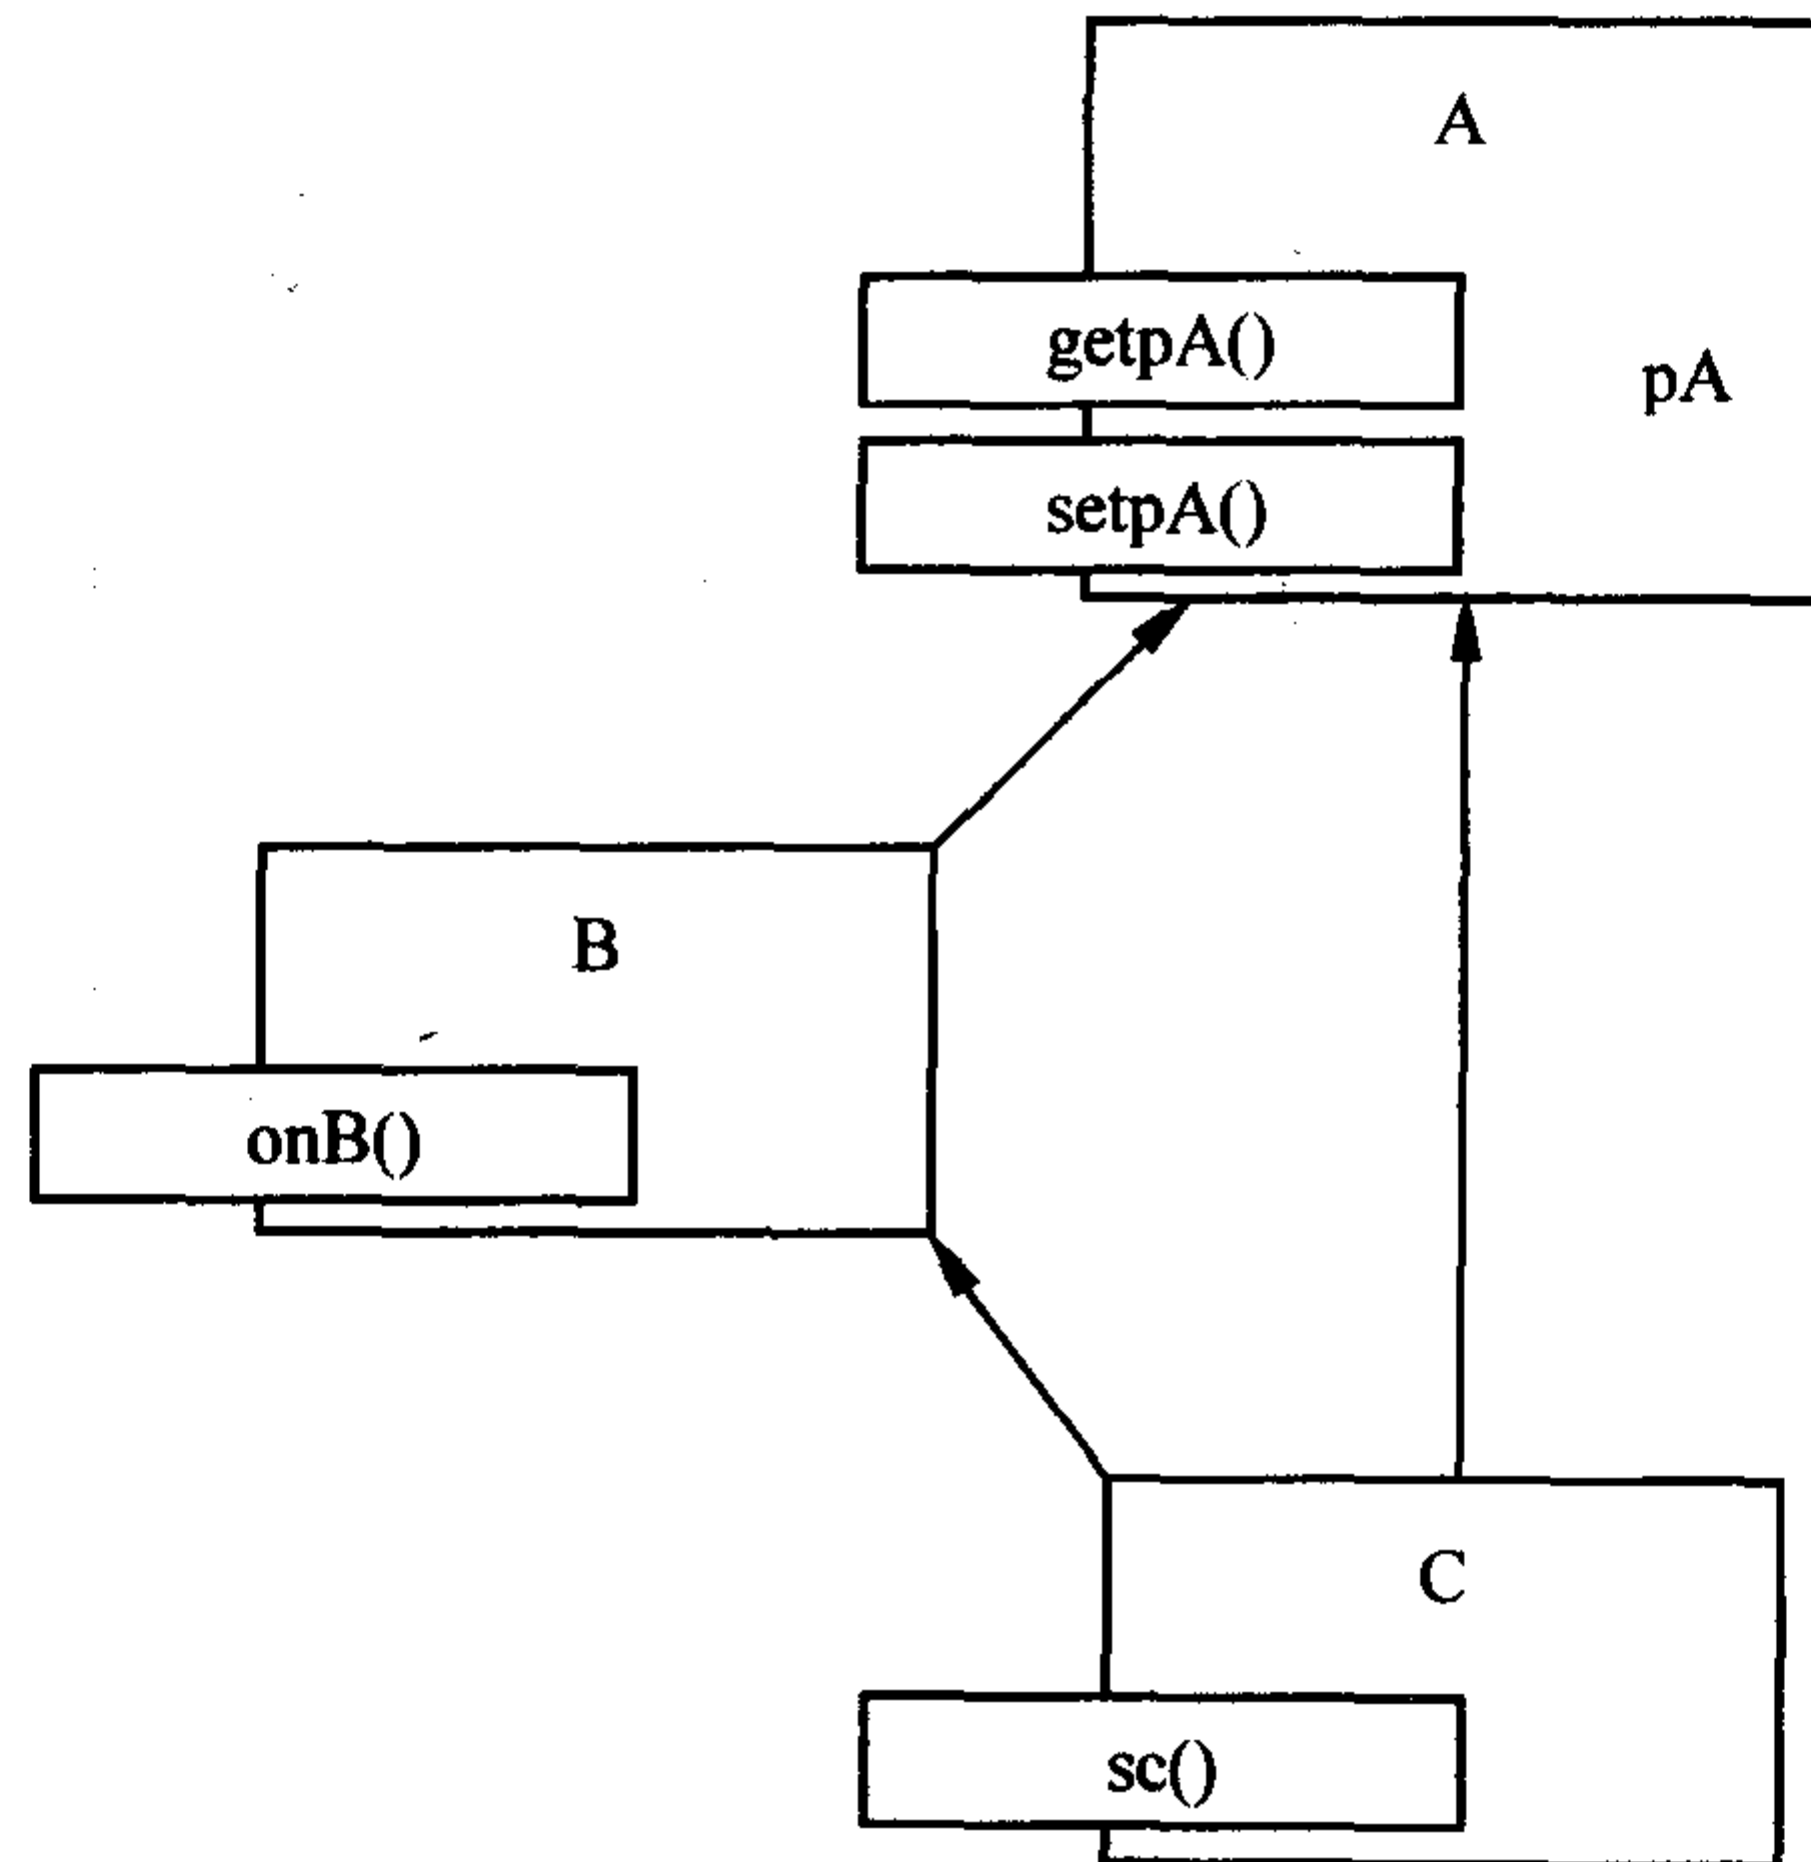 A
getpA()
pA
setpA()
B
onB()
C
sc()